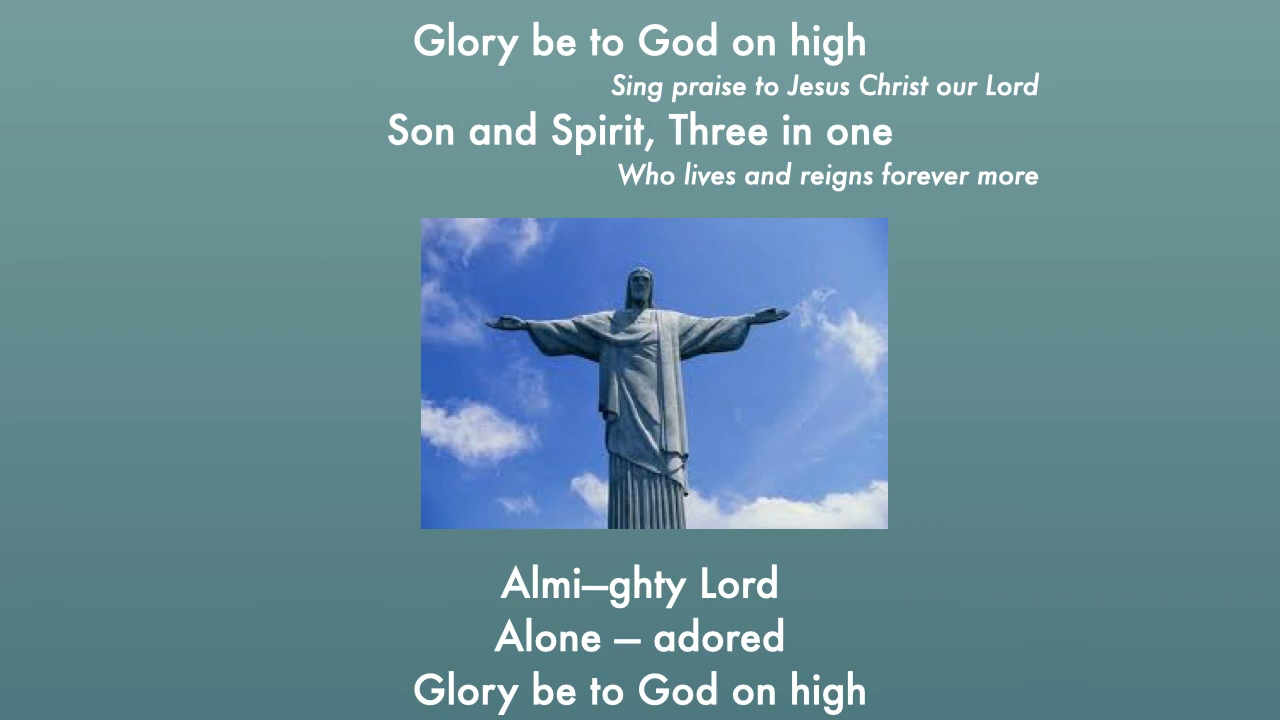 Glory be to God on high
Sing praise to Jesus Christ our Lord
Son and Spirit, Three in one
Who lives and reigns forever more
Almi—ghty Lord
Alone — adored
Glory be to God on high